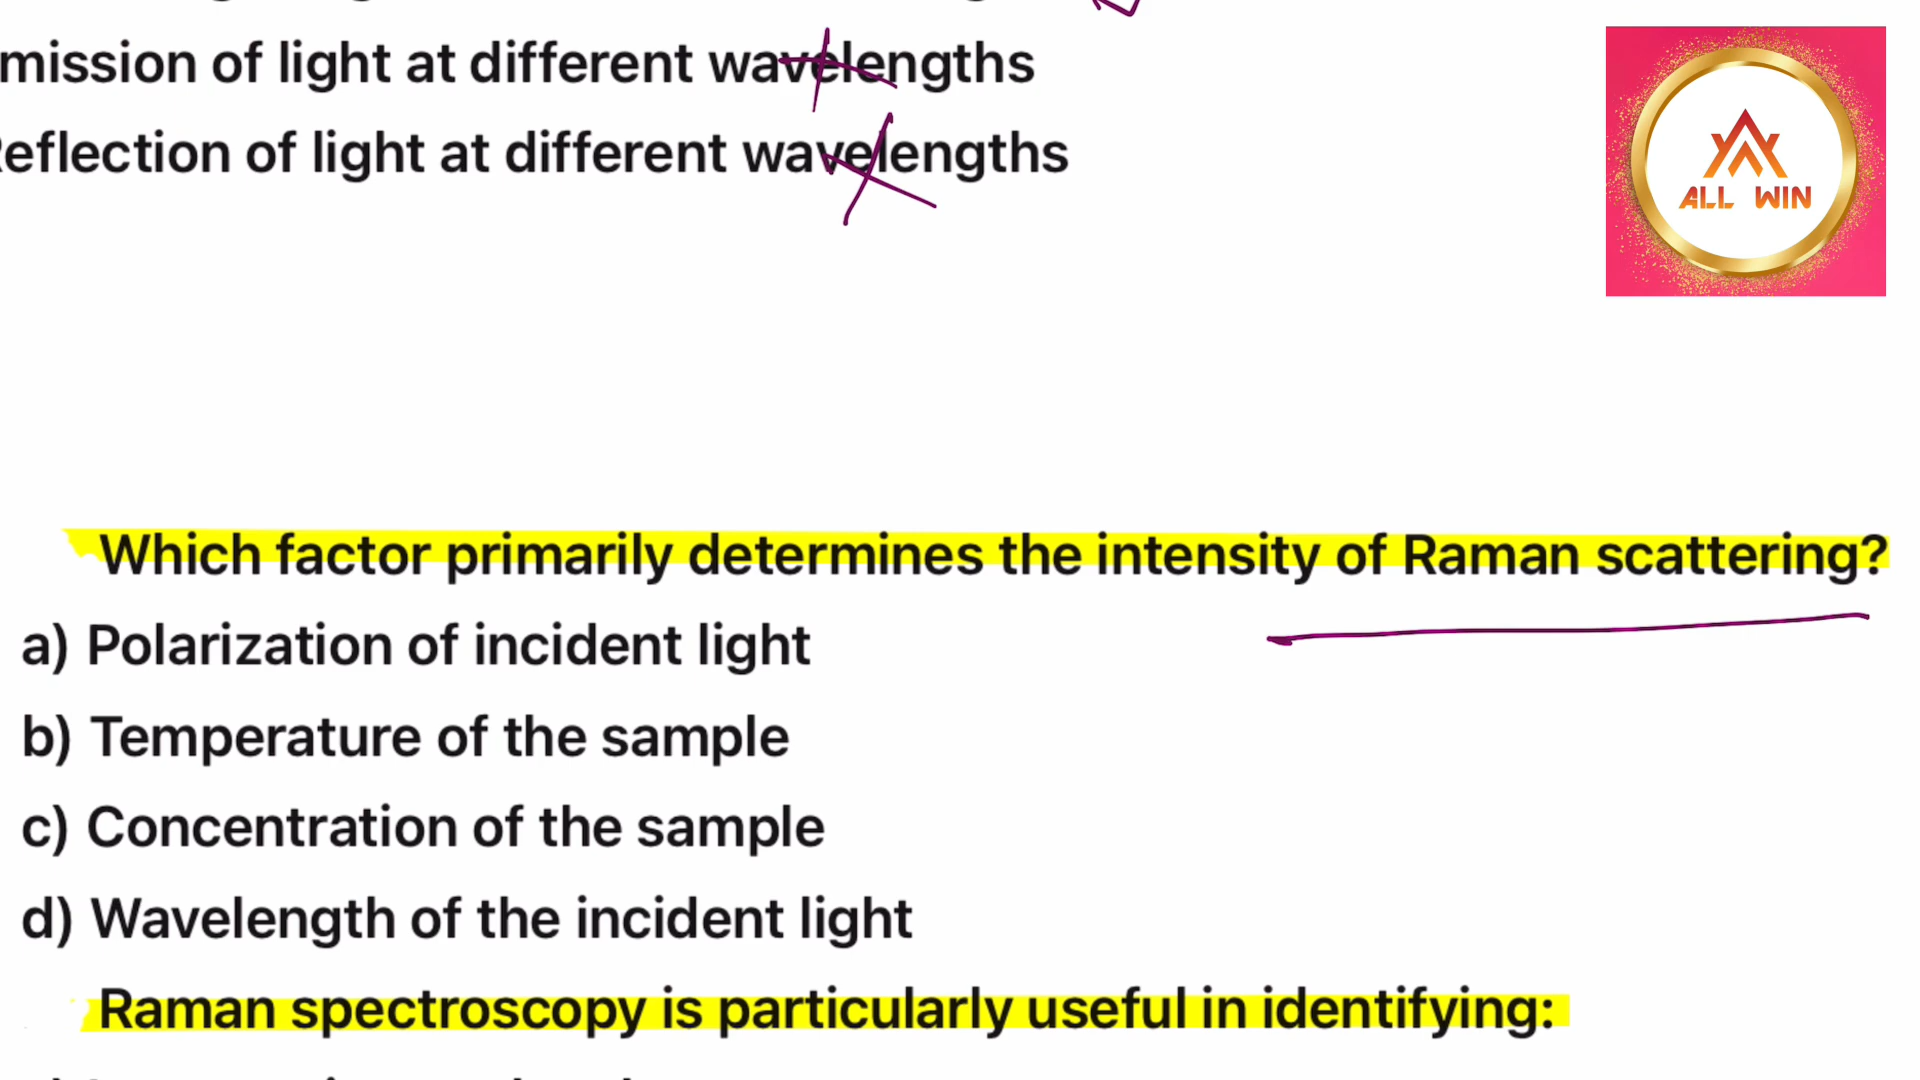 mission of light at different wavelengths
eflection of light at different wavelengths
ALL WIN
Which factor primarily determines the intensity of Raman scattering?
a) Polarization of incident light
b) Temperature of the sample
c) Concentration of the sample
d) Wavelength of the incident light
Raman spectroscopy is particularly useful in identifying: